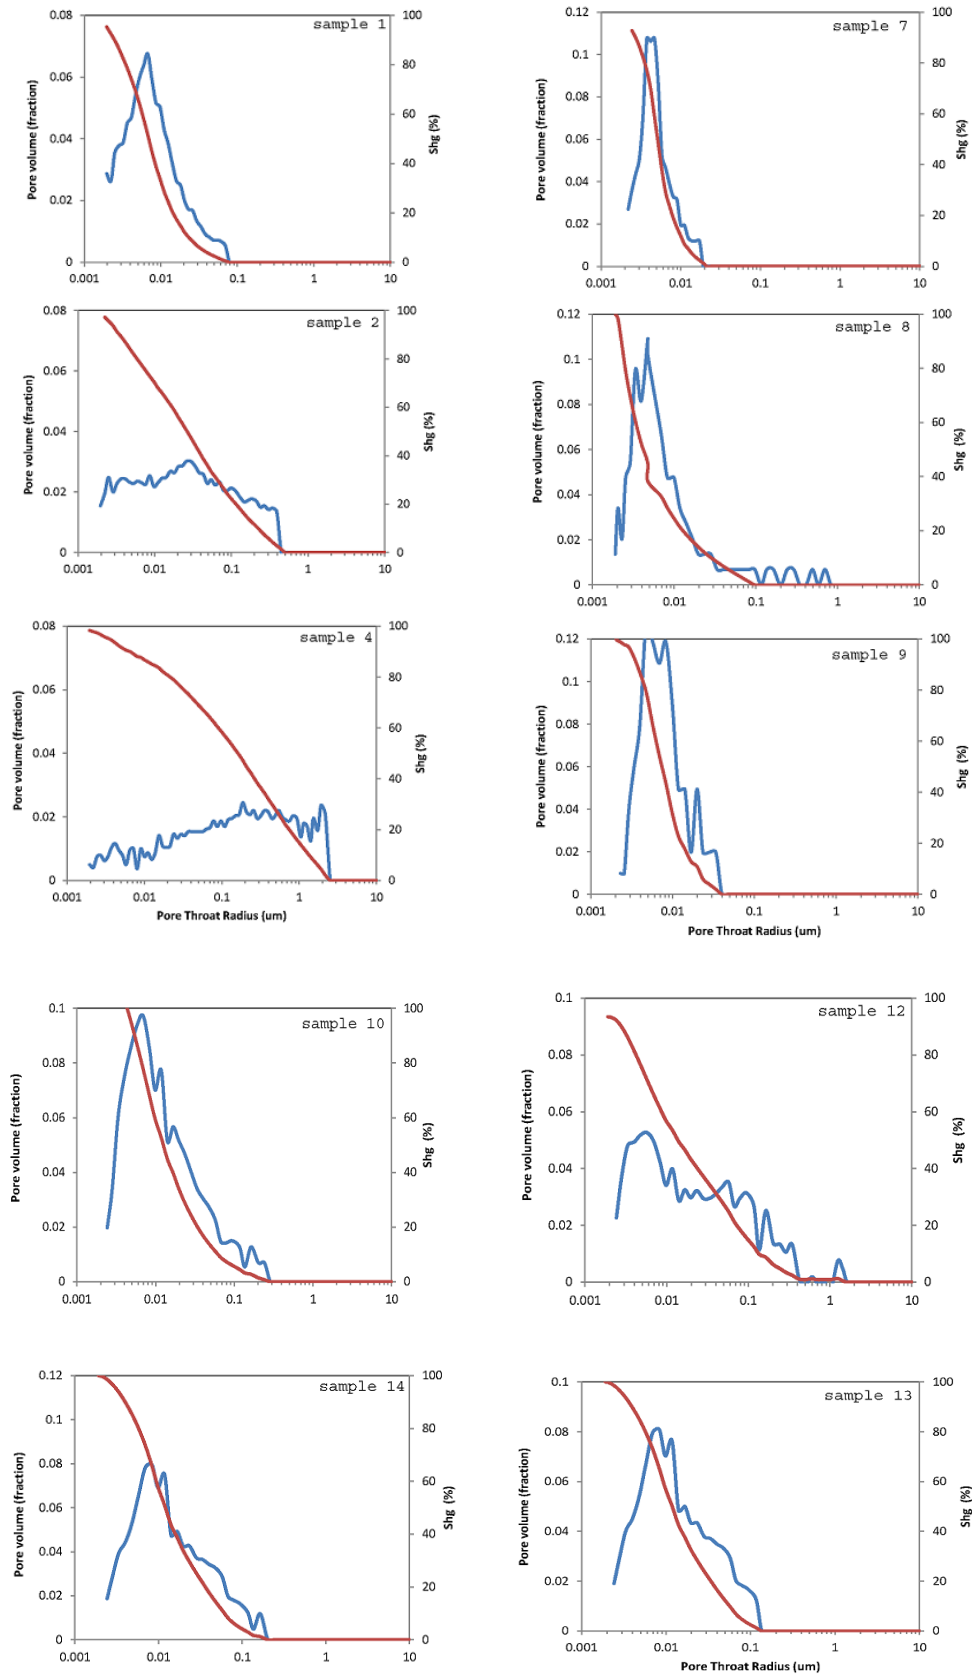 sample 1
Pore volume (fraction)
0.08
0.06
0.04
0.02
0
100
80
60
40
20
0
Shg (%)
0.001 0.01 0.1 1 10
sample 7
Pore volume (fraction)
0.12
0.1
0.08
0.06
0.04
0.02
0
100
80
60
40
20
0
Shg (%)
0.001 0.01 0.1 1 10
sample 2
Pore volume (fraction)
0.08
0.06
0.04
0.02
0
100
80
60
40
20
0
Shg (%)
0.001 0.01 0.1 1 10
sample 8
Pore volume (fraction)
0.12
0.1
0.08
0.06
0.04
0.02
0
100
80
60
40
20
0
Shg (%)
0.001 0.01 0.1 1 10
sample 4
Pore volume (fraction)
0.08
0.06
0.04
0.02
0
100
80
60
40
20
0
Shg (%)
0.001 0.01 0.1 1 10
Pore Throat Radius (um)
sample 9
Pore volume (fraction)
0.12
0.1
0.08
0.06
0.04
0.02
0
100
80
60
40
20
0
Shg (%)
0.001 0.01 0.1 1 10
Pore Throat Radius (um)
sample 10
Pore volume (fraction)
0.1
0.08
0.06
0.04
0.02
0
100
80
60
40
20
0
Shg (%)
0.001 0.01 0.1 1 10
sample 12
Pore volume (fraction)
0.1
0.08
0.06
0.04
0.02
0
100
80
60
40
20
0
Shg (%)
0.001 0.01 0.1 1 10
sample 14
Pore volume (fraction)
0.12
0.1
0.08
0.06
0.04
0.02
0
100
80
60
40
20
0
Shg (%)
0.001 0.01 0.1 1 10
sample 13
Pore volume (fraction)
0.1
0.08
0.06
0.04
0.02
0
100
80
60
40
20
0
Shg (%)
0.001 0.01 0.1 1 10
Pore Throat Radius (um)